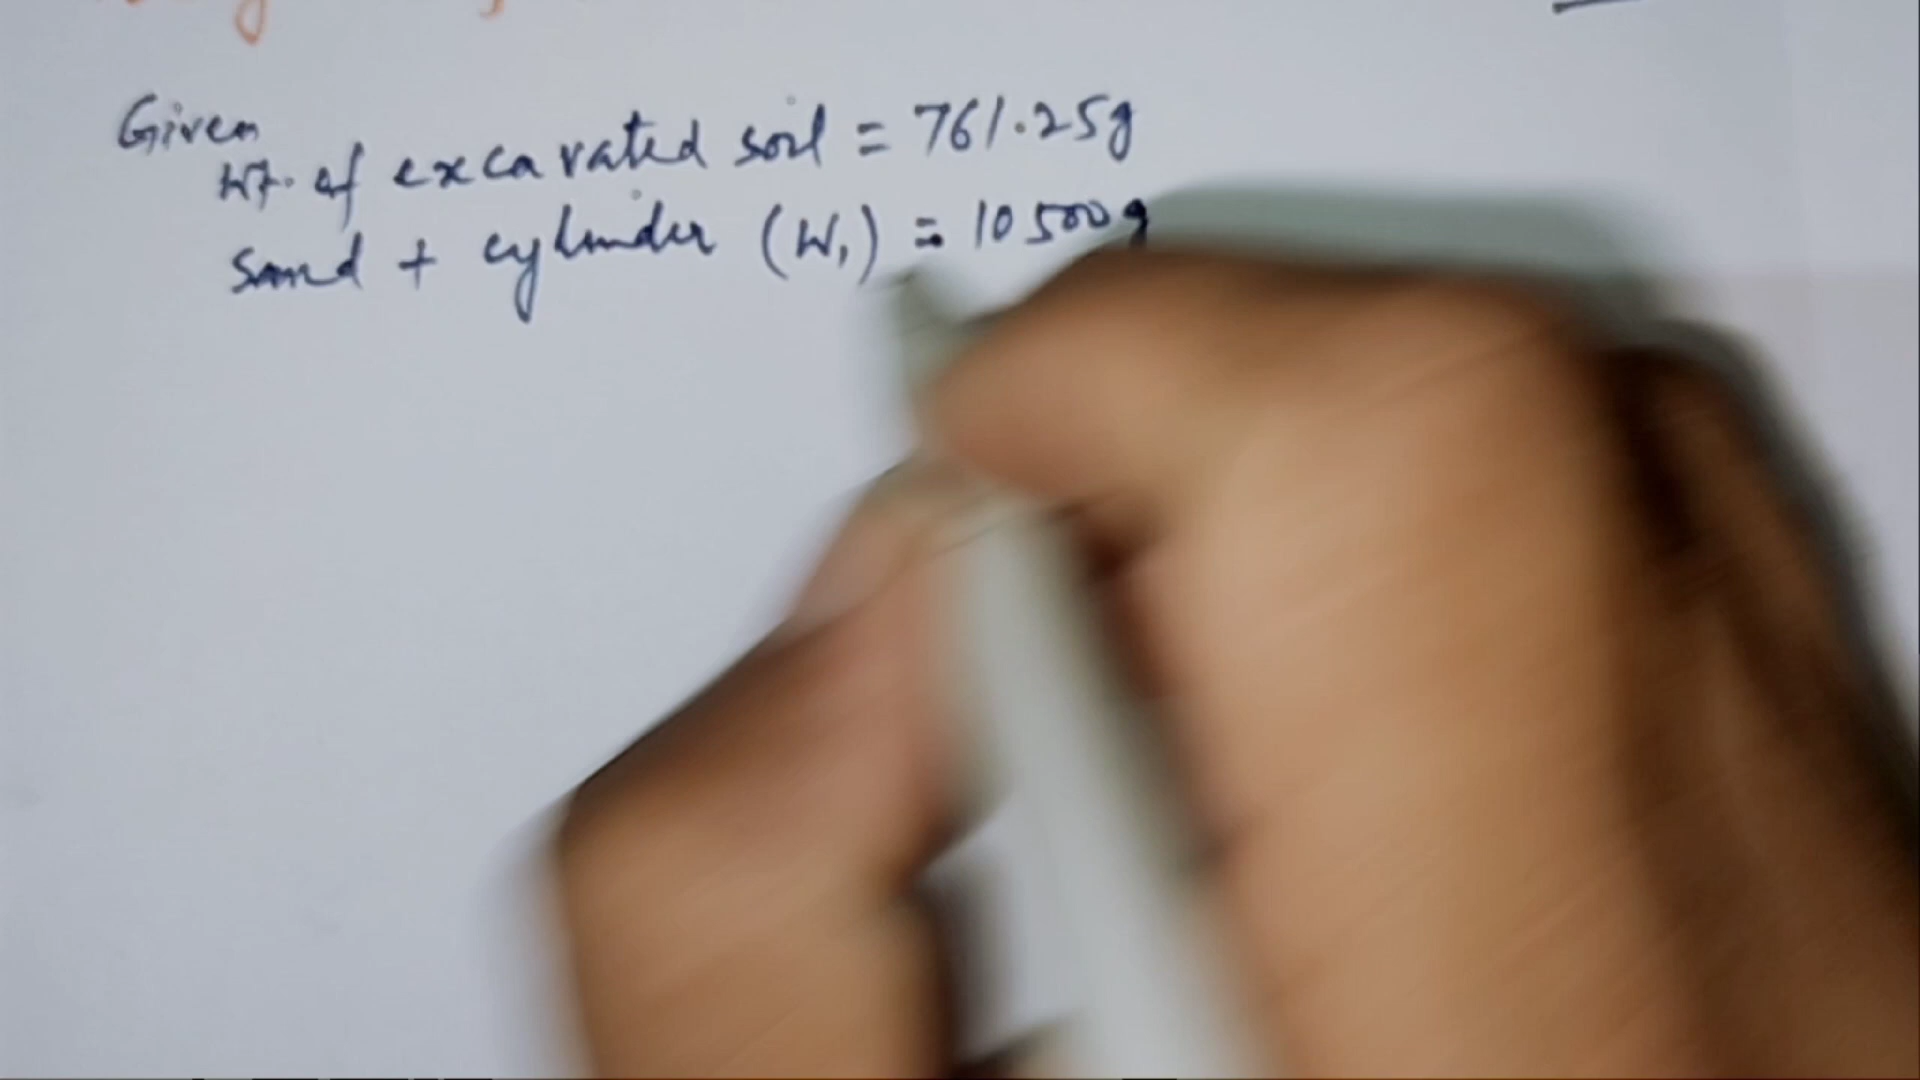 Given
Wt. of excavated soil = 761.25g
Sand + cylinder (W₁) = 10500g